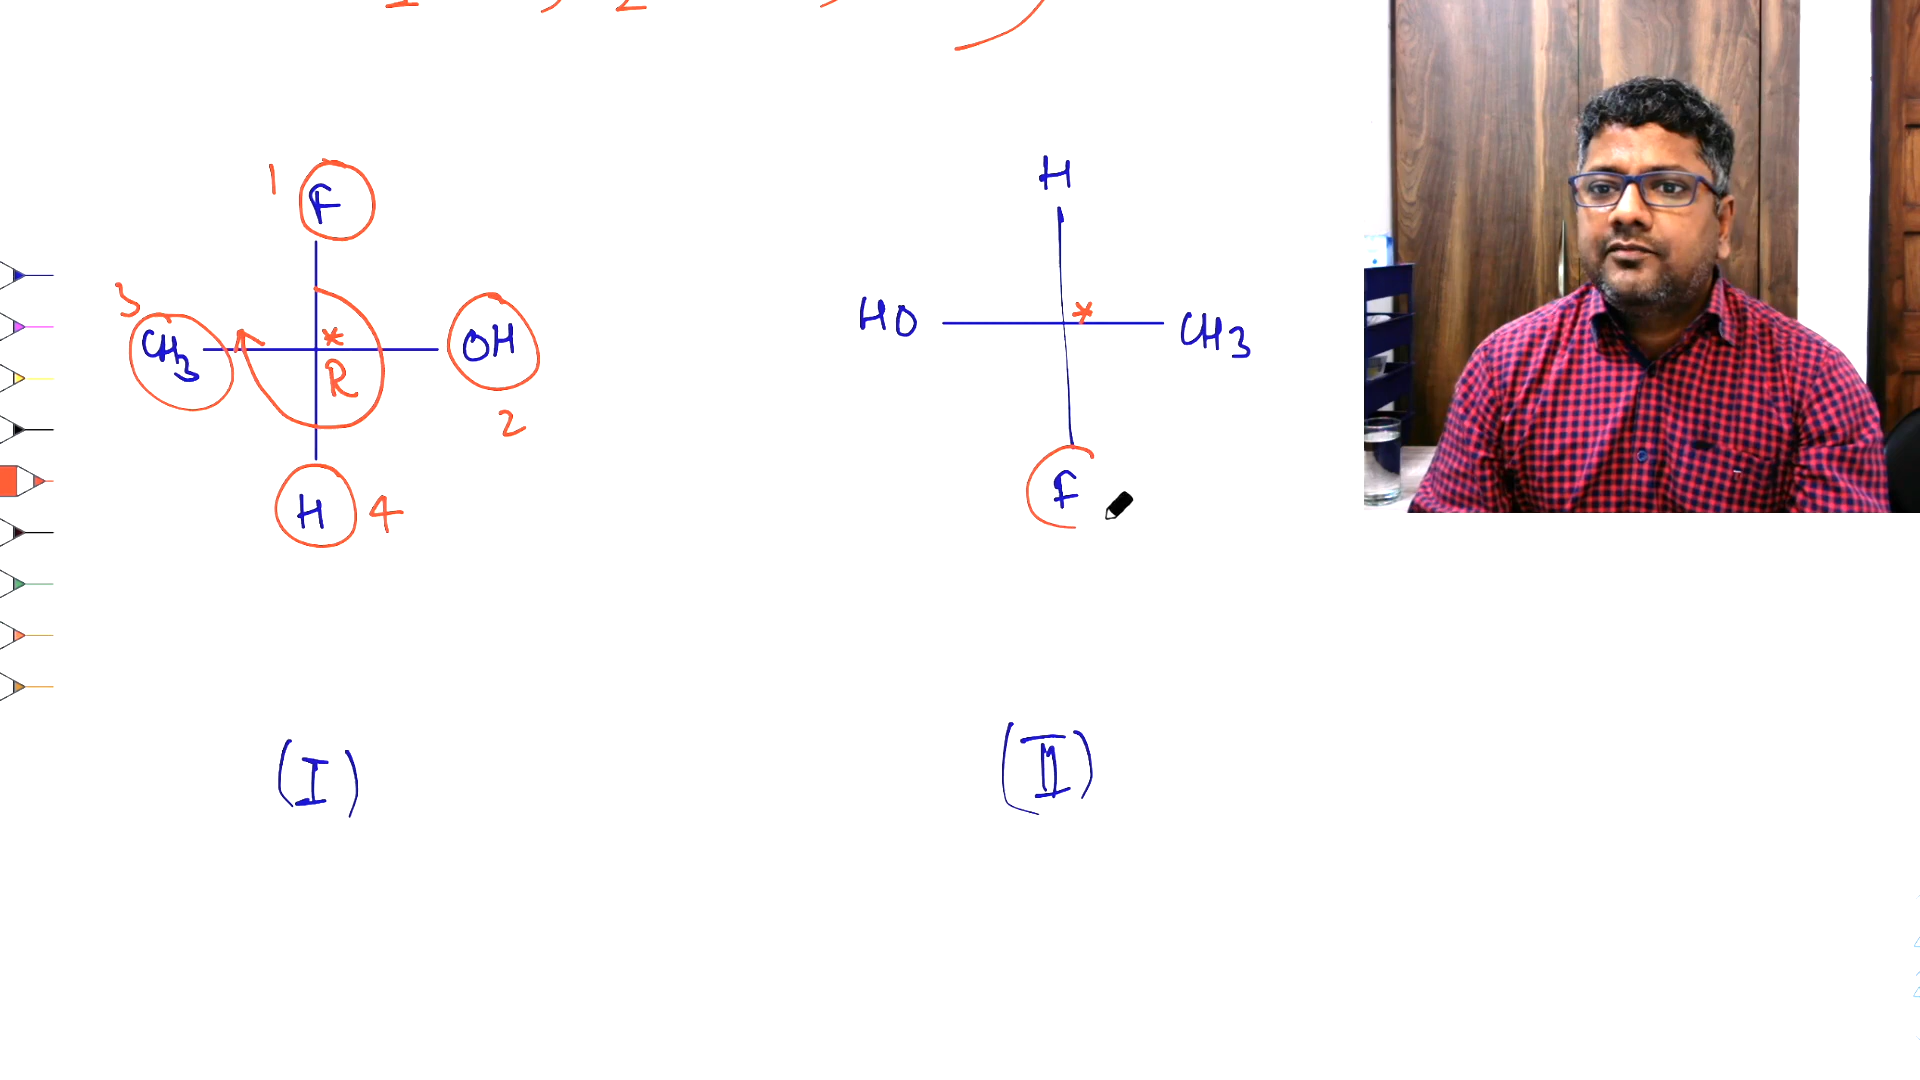 1 F
3 CH3 * OH
R
2
H 4
(I)
H
HO * CH3
F
(II)